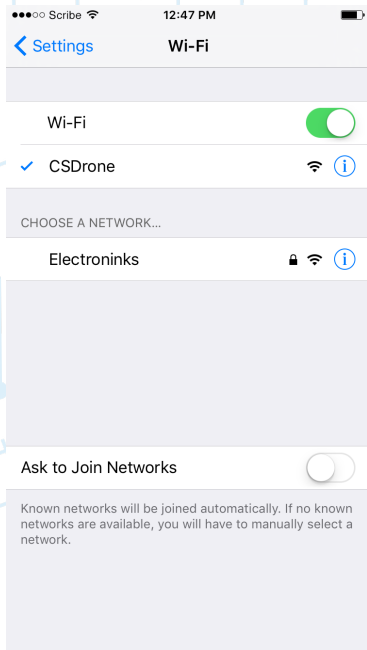 Scribe 12:47 PM
Settings Wi-Fi
Wi-Fi
CSDrone
CHOOSE A NETWORK...
Electroninks
Ask to Join Networks
Known networks will be joined automatically. If no known
networks are available, you will have to manually select a
network.